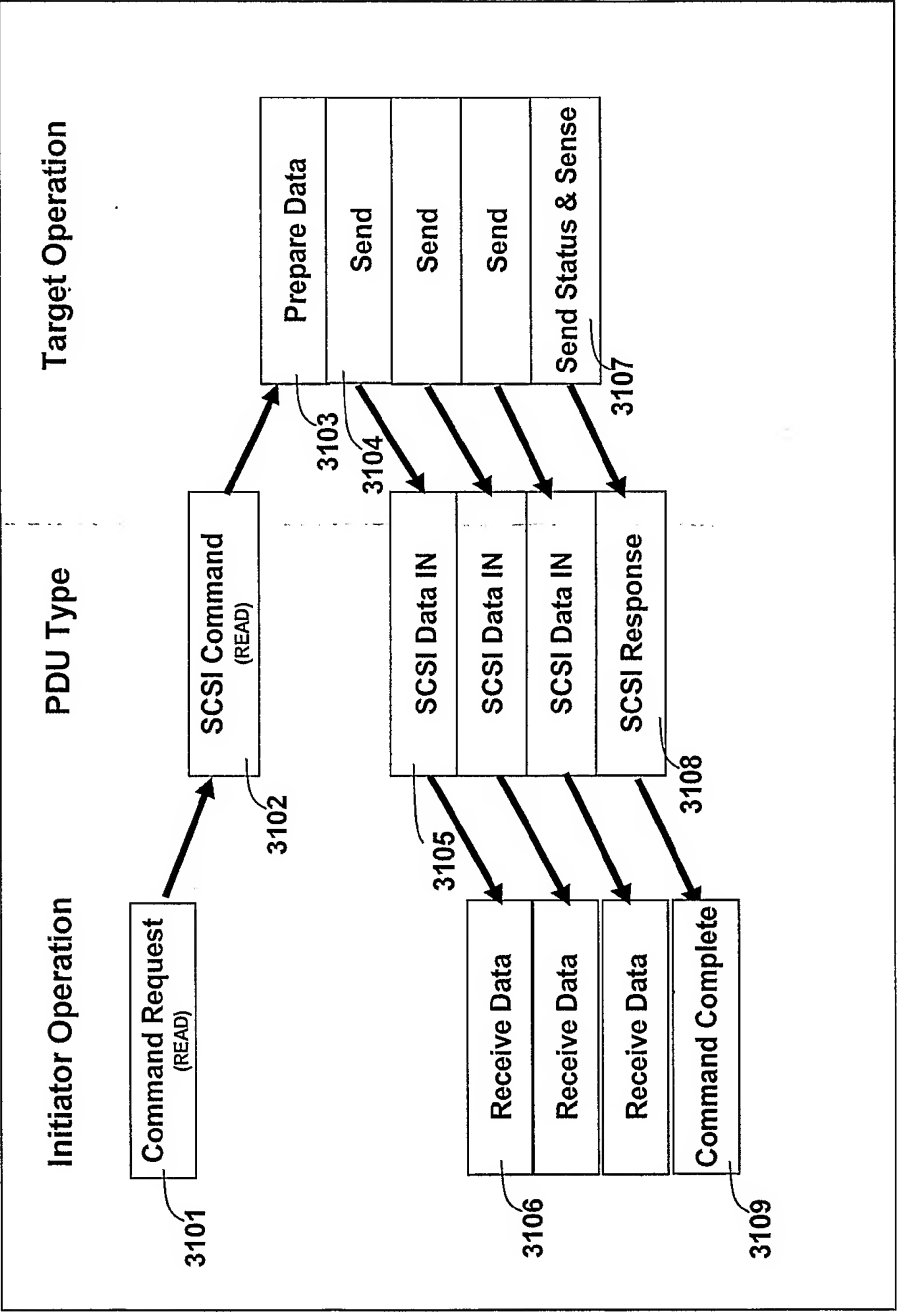 Initiator Operation
PDU Type
Target Operation
Command Request
(READ)
3101
SCSI Command
(READ)
3102
Prepare Data
3103
Send
3104
Send
Send
Send Status & Sense
3107
SCSI Data IN
3105
SCSI Data IN
SCSI Data IN
SCSI Response
3108
Receive Data
3106
Receive Data
Receive Data
Command Complete
3109